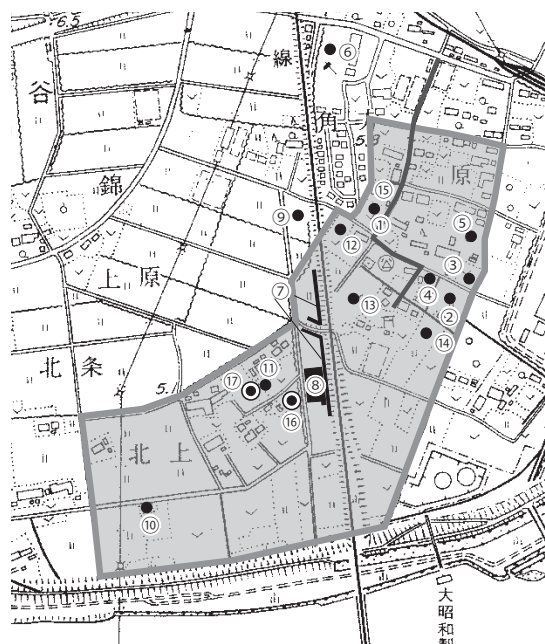 6.5
谷
線
⑥
角
5.9
原
錦
⑮
①
⑨
⑫
⑤
③
上原
⑦
④
②
⑬
⑭
北条
5.1
⑰
⑪
⑧
⑯
北上
⑩
大昭和製